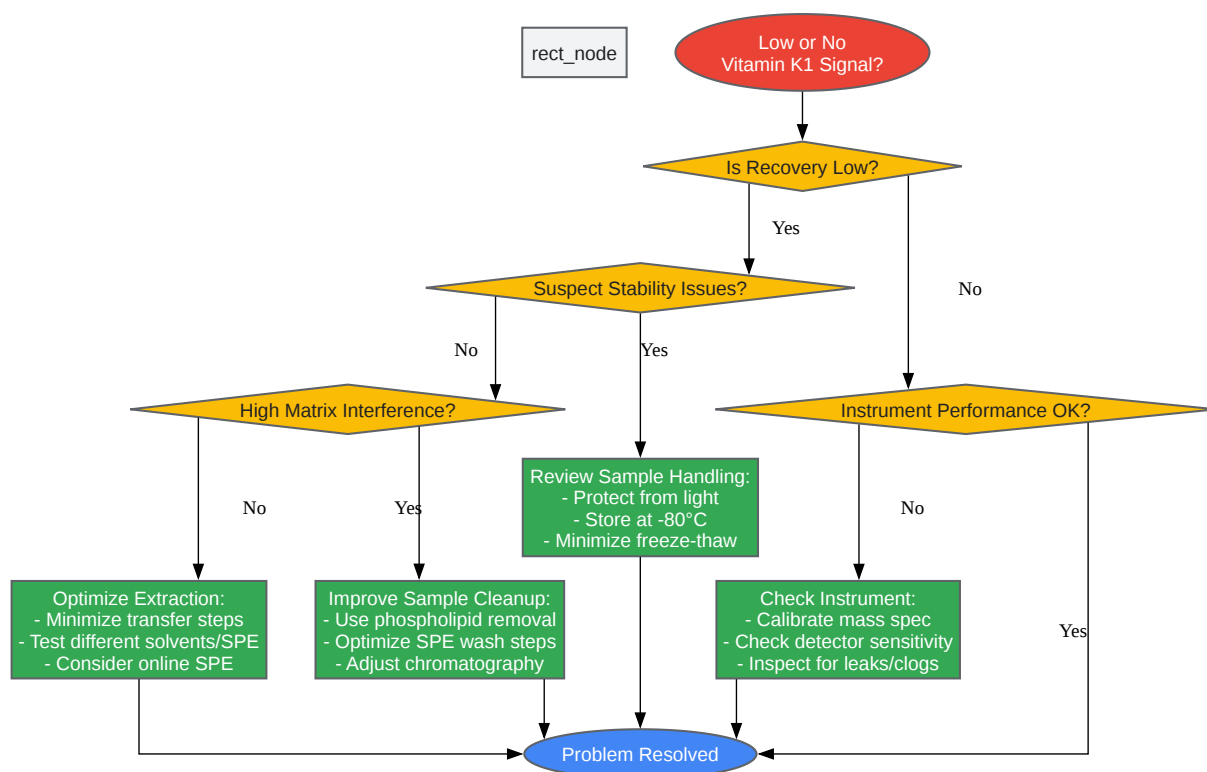 rect_node
Low or No
Vitamin K1 Signal?
Is Recovery Low?
Yes
No
Suspect Stability Issues?
No
Yes
High Matrix Interference?
Instrument Performance OK?
Review Sample Handling:
- Protect from light
- Store at -80°C
- Minimize freeze-thaw
No
Yes
No
Yes
Optimize Extraction:
- Minimize transfer steps
- Test different solvents/SPE
- Consider online SPE
Improve Sample Cleanup:
- Use phospholipid removal
- Optimize SPE wash steps
- Adjust chromatography
Check Instrument:
- Calibrate mass spec
- Check detector sensitivity
- Inspect for leaks/clogs
Problem Resolved